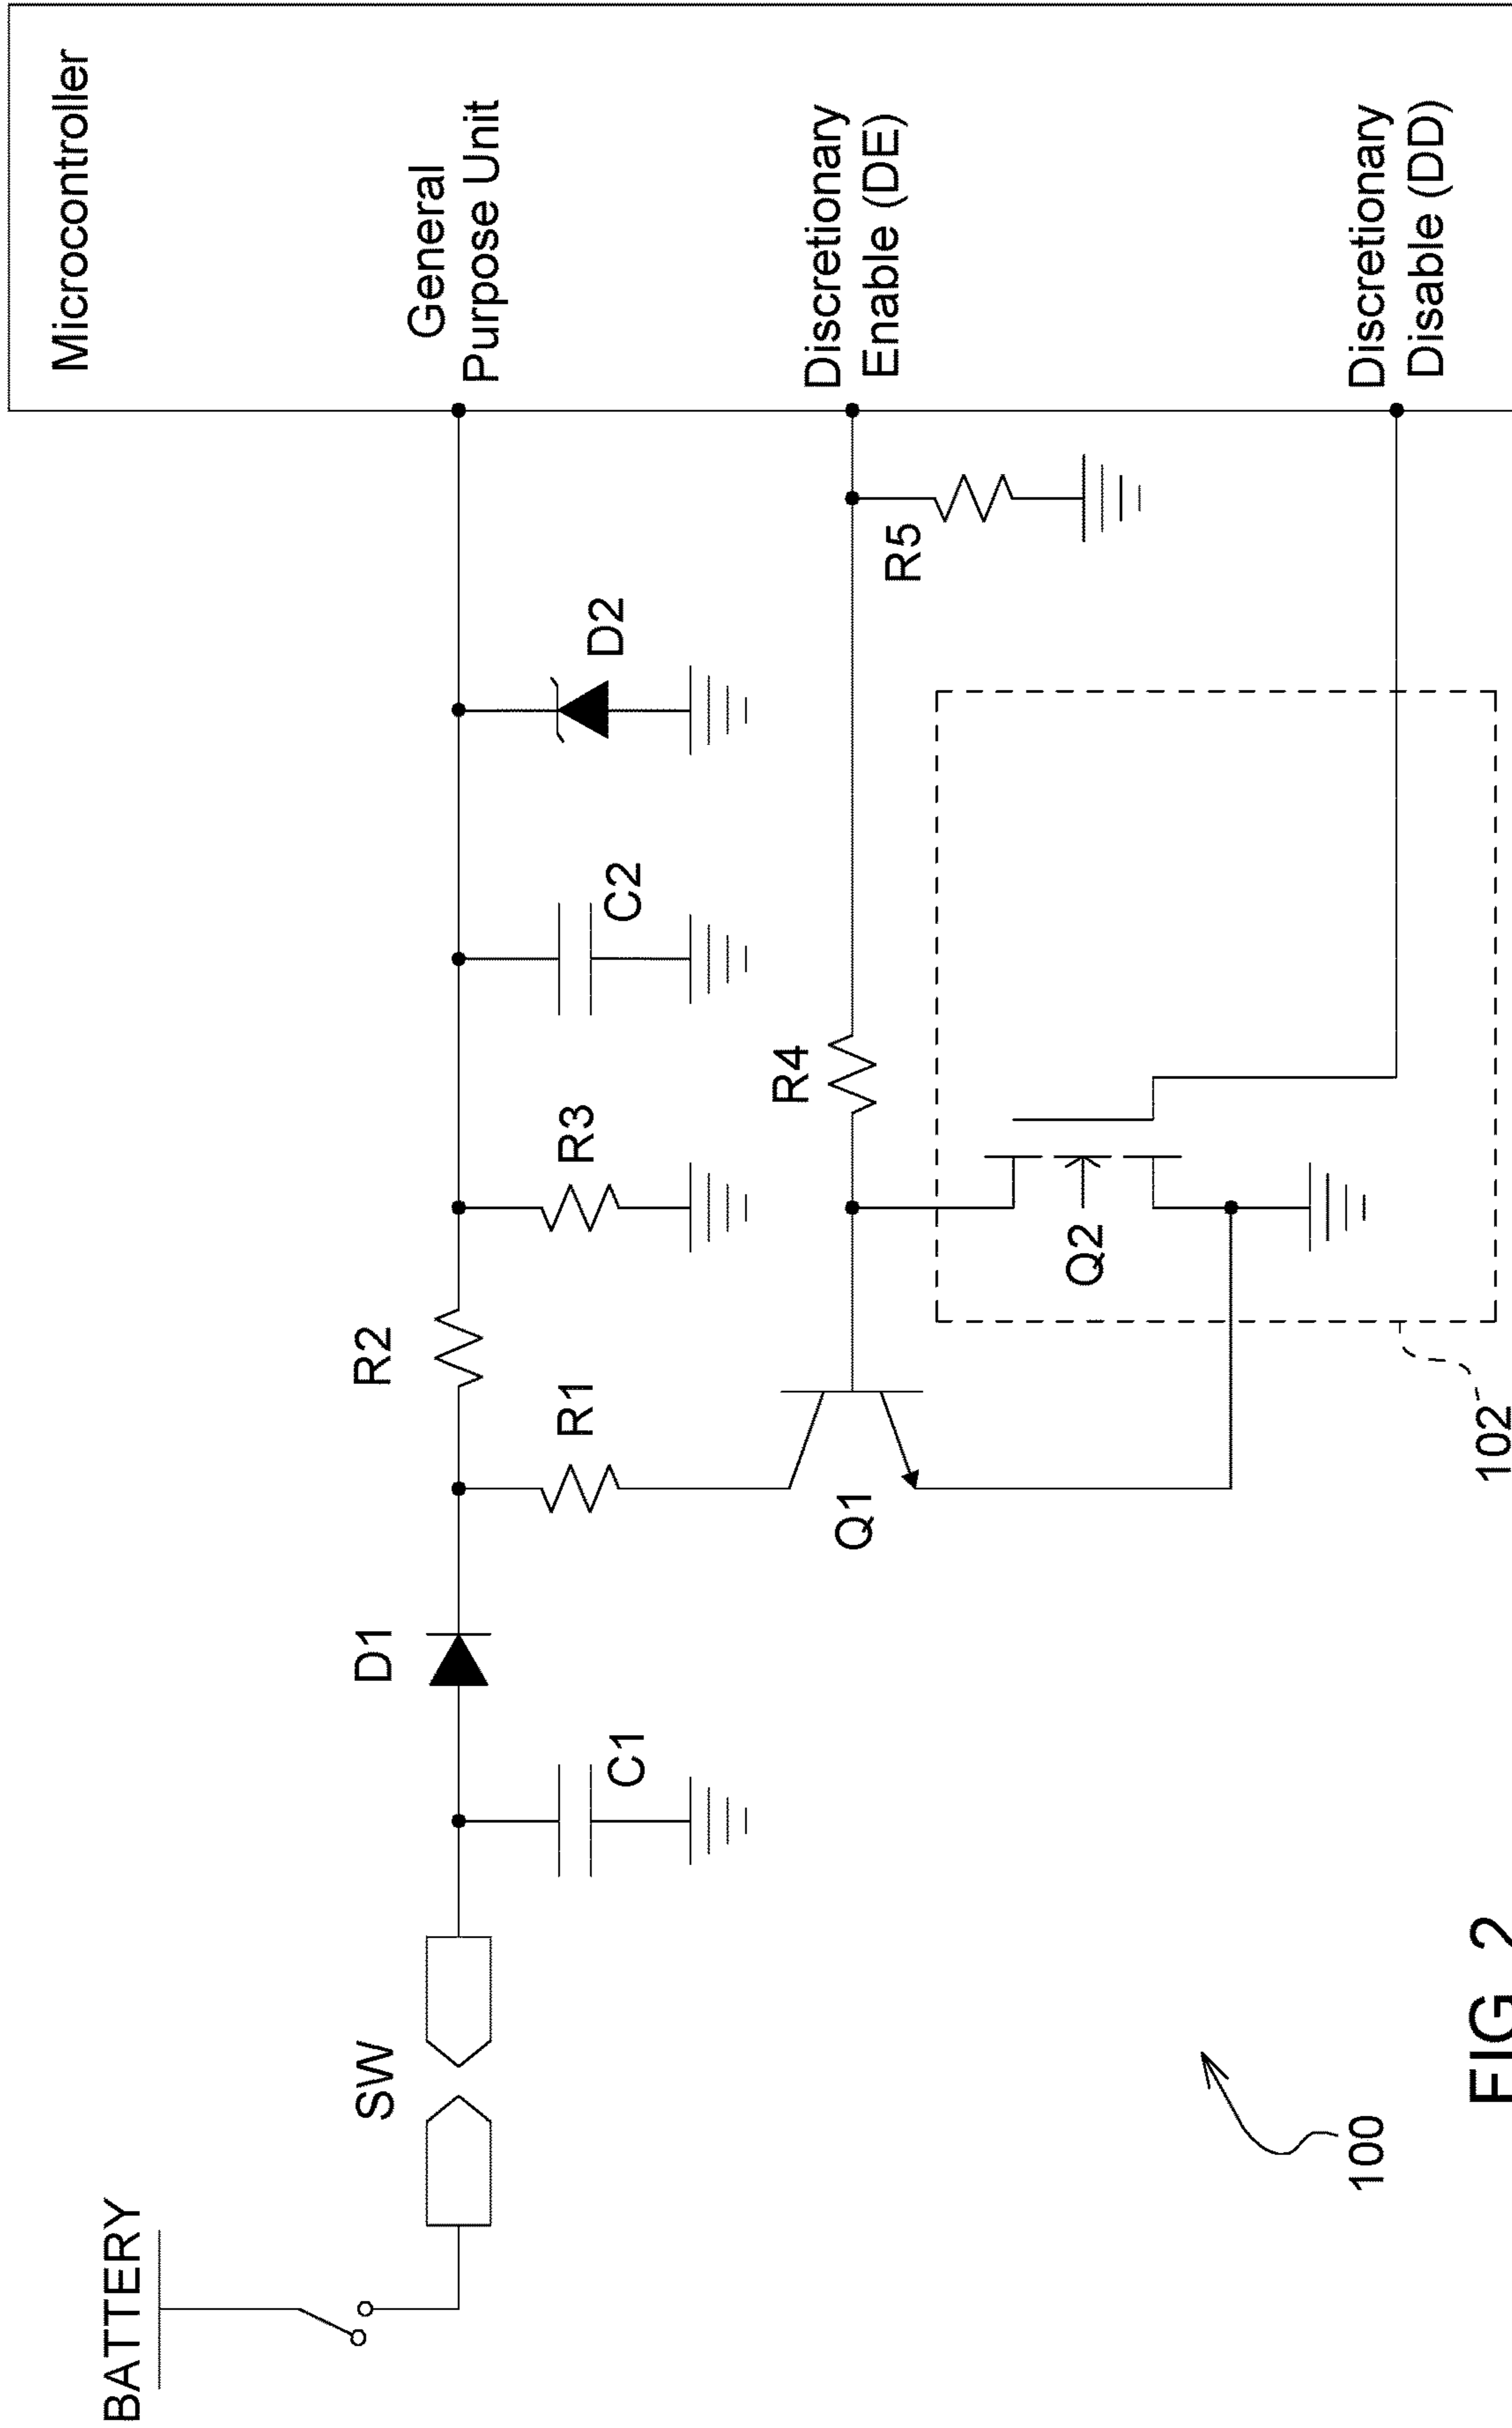 BATTERY
SW
D1
R2
C1
R1
R3
C2
D2
Microcontroller
General
Purpose Unit
Q1
R4
R5
Discretionary
Enable (DE)
Q2
Discretionary
Disable (DD)
102
100
FIG. 2